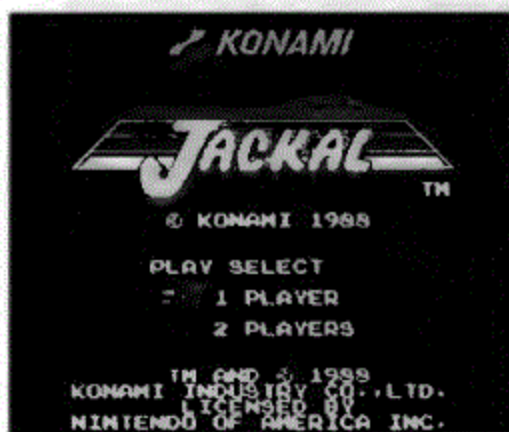 KONAMI
JACKAL
TM
© KONAMI 1988
PLAY SELECT
1 PLAYER
2 PLAYERS
TM AND © 1988
KONAMI INDUSTRY CO.,LTD.
LICENSED BY
NINTENDO OF AMERICA INC.